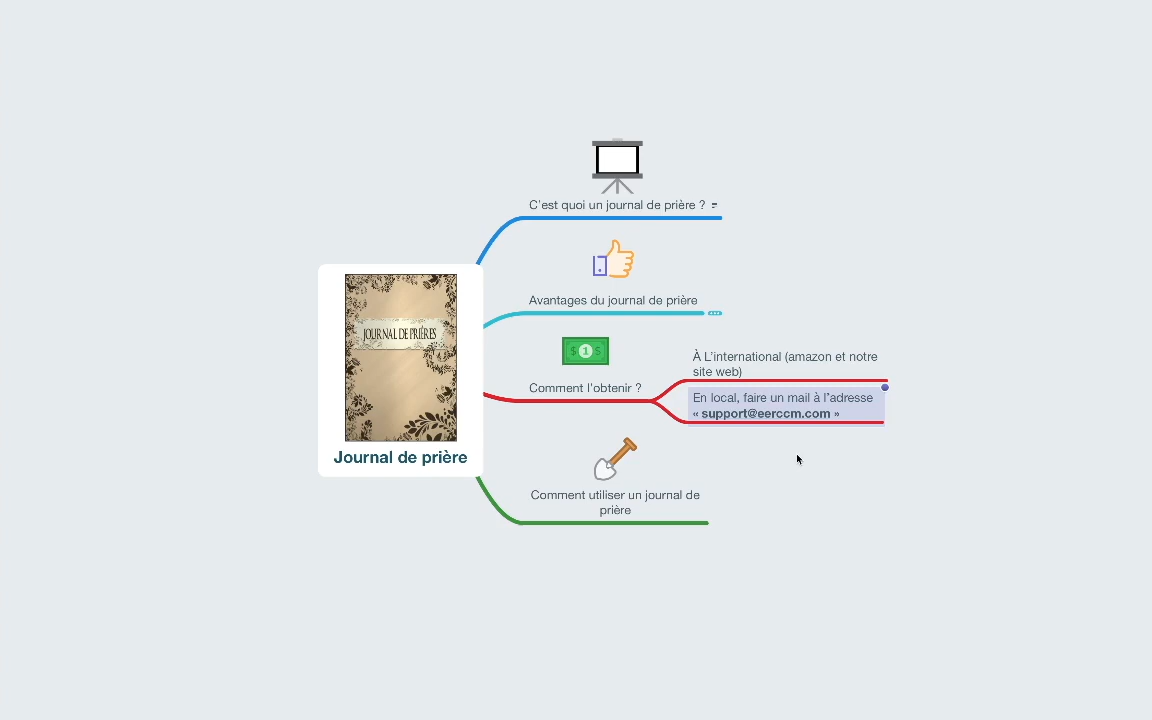 C'est quoi un journal de prière ?
Avantages du journal de prière
JOURNAL DE PRIÈRES
$ 1 $
Comment l'obtenir ?
À L'international (amazon et notre
site web)
En local, faire un mail à l'adresse
« support@eerccm.com »
Journal de prière
Comment utiliser un journal de
prière